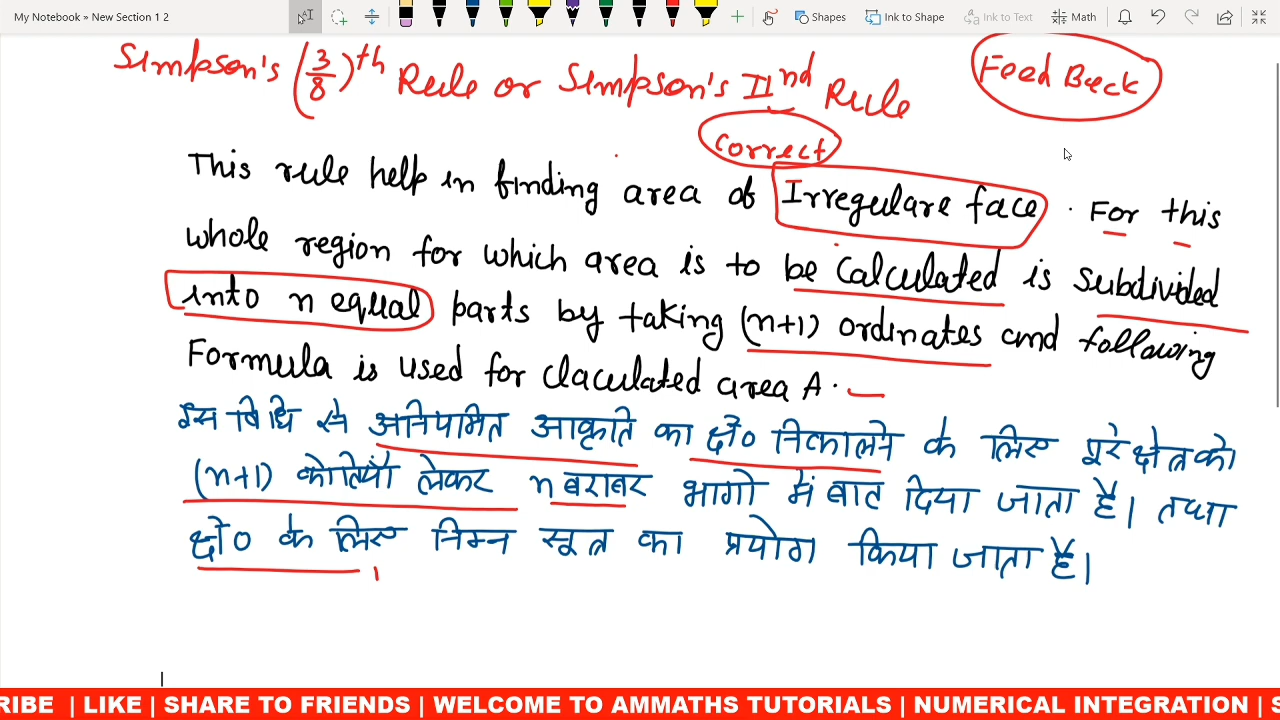 My Notebook » New Section 1 2
Shapes Ink to Shape Ink to Text Math
Simpson's (3/8)th Rule or Simpson's IInd Rule
Feed Back
Correct
This rule help in finding area of Irregulare face. For this
whole region for which area is to be calculated is subdivided
into n equal parts by taking (n+1) ordinates and following
Formula is used for claculated area A.
इस विधि से अनियमित आकृति का क्षे० निकालने के लिए पूरे क्षेत्र को
(n+1) कोटियाँ लेकर n बराबर भागो में बाट दिया जाता है। तथा
क्षे० के लिए निम्न सूत्र का प्रयोग किया जाता है।
RIBE | LIKE | SHARE TO FRIENDS | WELCOME TO AMMATHS TUTORIALS | NUMERICAL INTEGRATION | S